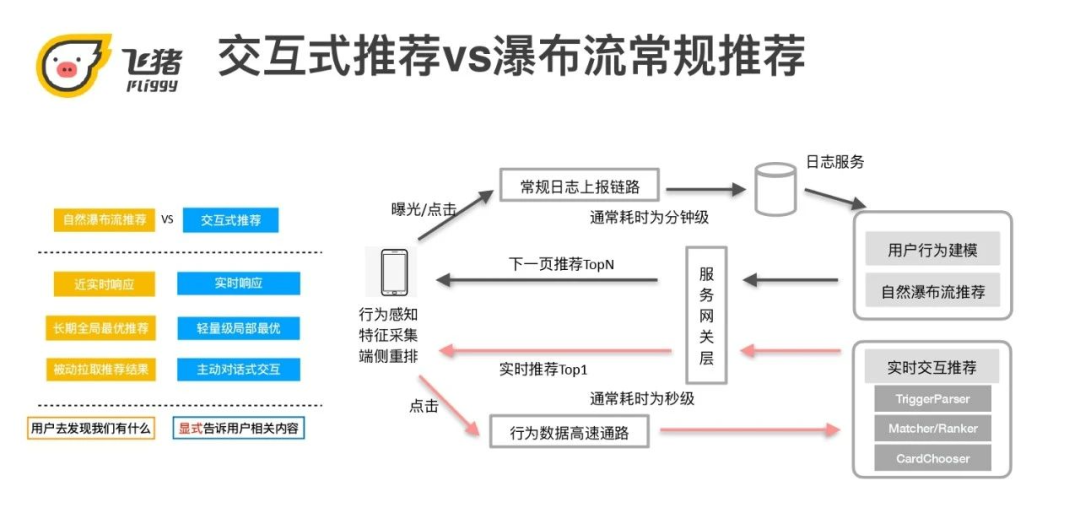 飞猪
Fliggy
交互式推荐vs瀑布流常规推荐
自然瀑布流推荐
VS
交互式推荐
近实时响应
实时响应
长期全局最优推荐
轻量级局部最优
被动拉取推荐结果
主动对话式交互
用户去发现我们有什么
显式告诉用户相关内容
曝光/点击
常规日志上报链路
通常耗时为分钟级
日志服务
用户行为建模
自然瀑布流推荐
下一页推荐TopN
服务网关层
行为感知
特征采集
端侧重排
实时推荐Top1
通常耗时为秒级
点击
行为数据高速通路
实时交互推荐
TriggerParser
Matcher/Ranker
CardChooser